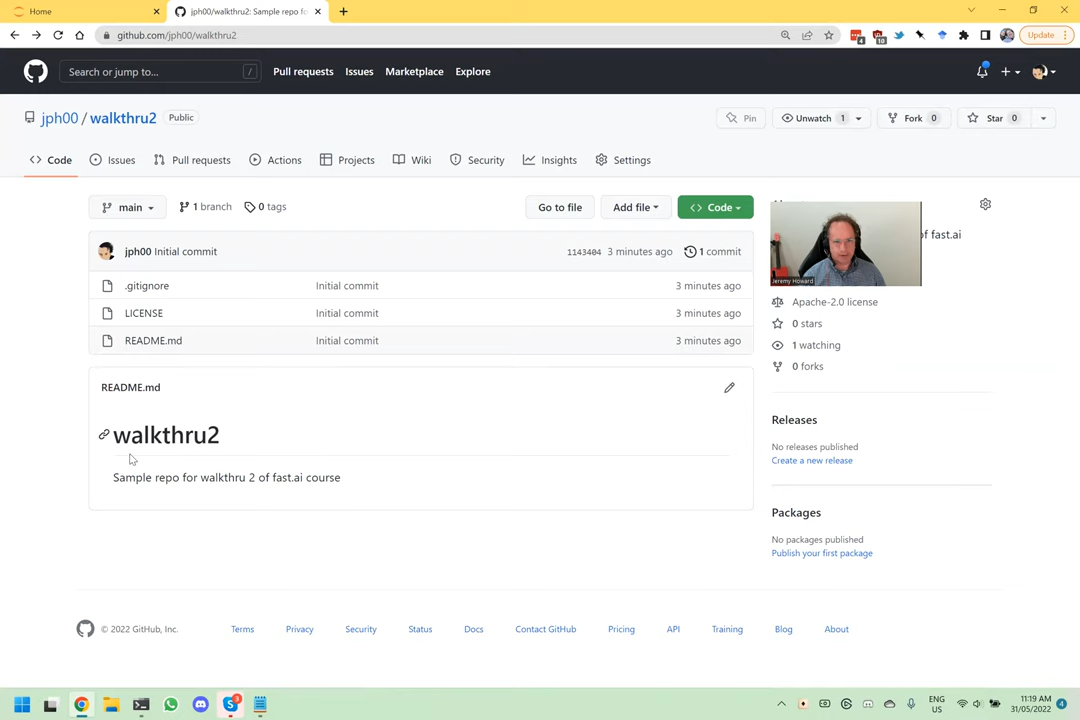 Home
jph00/walkthru2: Sample repo fo
github.com/jph00/walkthru2
4
10
Update
Search or jump to...
/
Pull requests
Issues
Marketplace
Explore
jph00 / walkthru2
Public
Pin
Unwatch 1
Fork 0
Star 0
Code
Issues
Pull requests
Actions
Projects
Wiki
Security
Insights
Settings
main
1 branch
0 tags
Go to file
Add file
Code
jph00 Initial commit
1143404 3 minutes ago
1 commit
of fast.ai
.gitignore
Initial commit
3 minutes ago
LICENSE
Initial commit
3 minutes ago
README.md
Initial commit
3 minutes ago
Jeremy Howard
Apache-2.0 license
0 stars
1 watching
0 forks
README.md
walkthru2
Sample repo for walkthru 2 of fast.ai course
Releases
No releases published
Create a new release
Packages
No packages published
Publish your first package
© 2022 GitHub, Inc.
Terms
Privacy
Security
Status
Docs
Contact GitHub
Pricing
API
Training
Blog
About
ENG
US
11:19 AM
31/05/2022
4